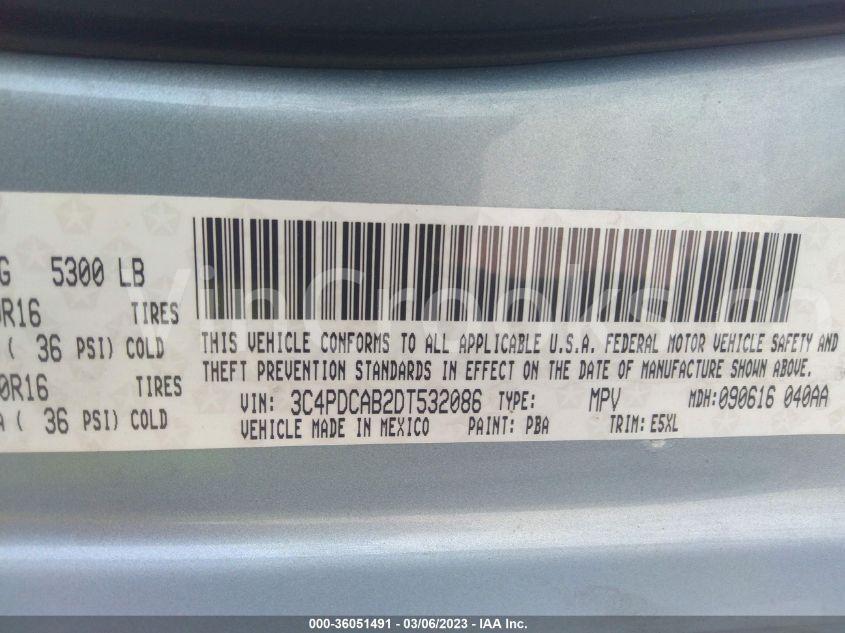 G 5300 LB
0R16 TIRES
( 36 PSI) COLD
0R16 TIRES
A ( 36 PSI) COLD
THIS VEHICLE CONFORMS TO ALL APPLICABLE U.S.A. FEDERAL MOTOR VEHICLE SAFETY AND
THEFT PREVENTION STANDARDS IN EFFECT ON THE DATE OF MANUFACTURE SHOWN ABOVE.
VIN: 3C4PDCAB2DT532086 TYPE: MPV MDH:090616 040AA
VEHICLE MADE IN MEXICO PAINT: PBA TRIM: E5XL
000-36051491 - 03/06/2023 - IAA Inc.